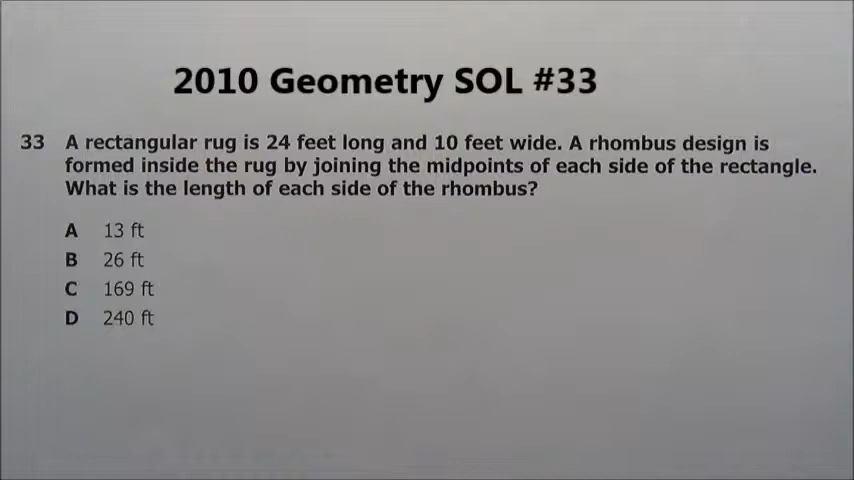 2010 Geometry SOL #33
33 A rectangular rug is 24 feet long and 10 feet wide. A rhombus design is
formed inside the rug by joining the midpoints of each side of the rectangle.
What is the length of each side of the rhombus?
A 13 ft
B 26 ft
C 169 ft
D 240 ft